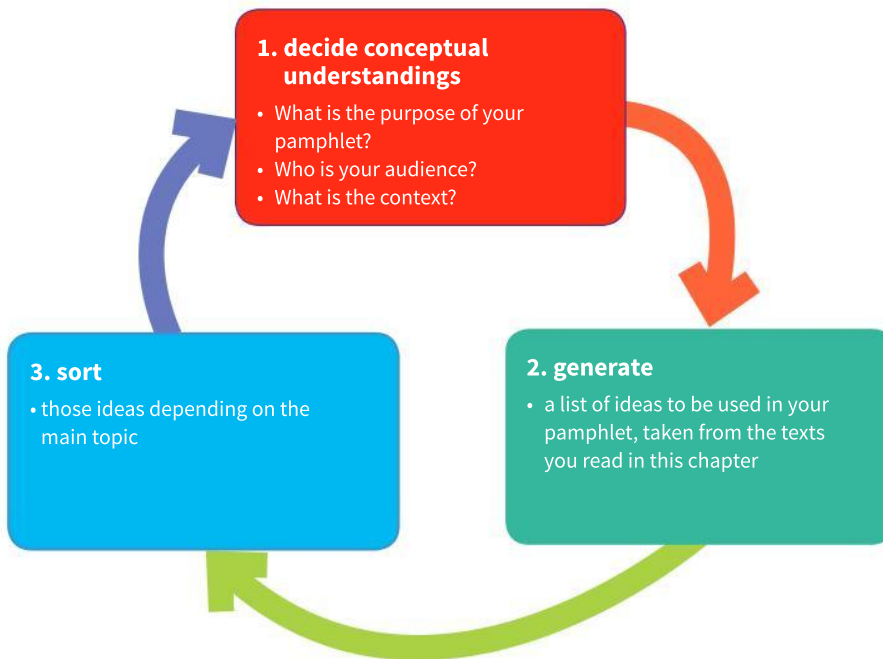 1. decide conceptual
understandings
• What is the purpose of your
pamphlet?
• Who is your audience?
• What is the context?
2. generate
• a list of ideas to be used in your
pamphlet, taken from the texts
you read in this chapter
3. sort
• those ideas depending on the
main topic